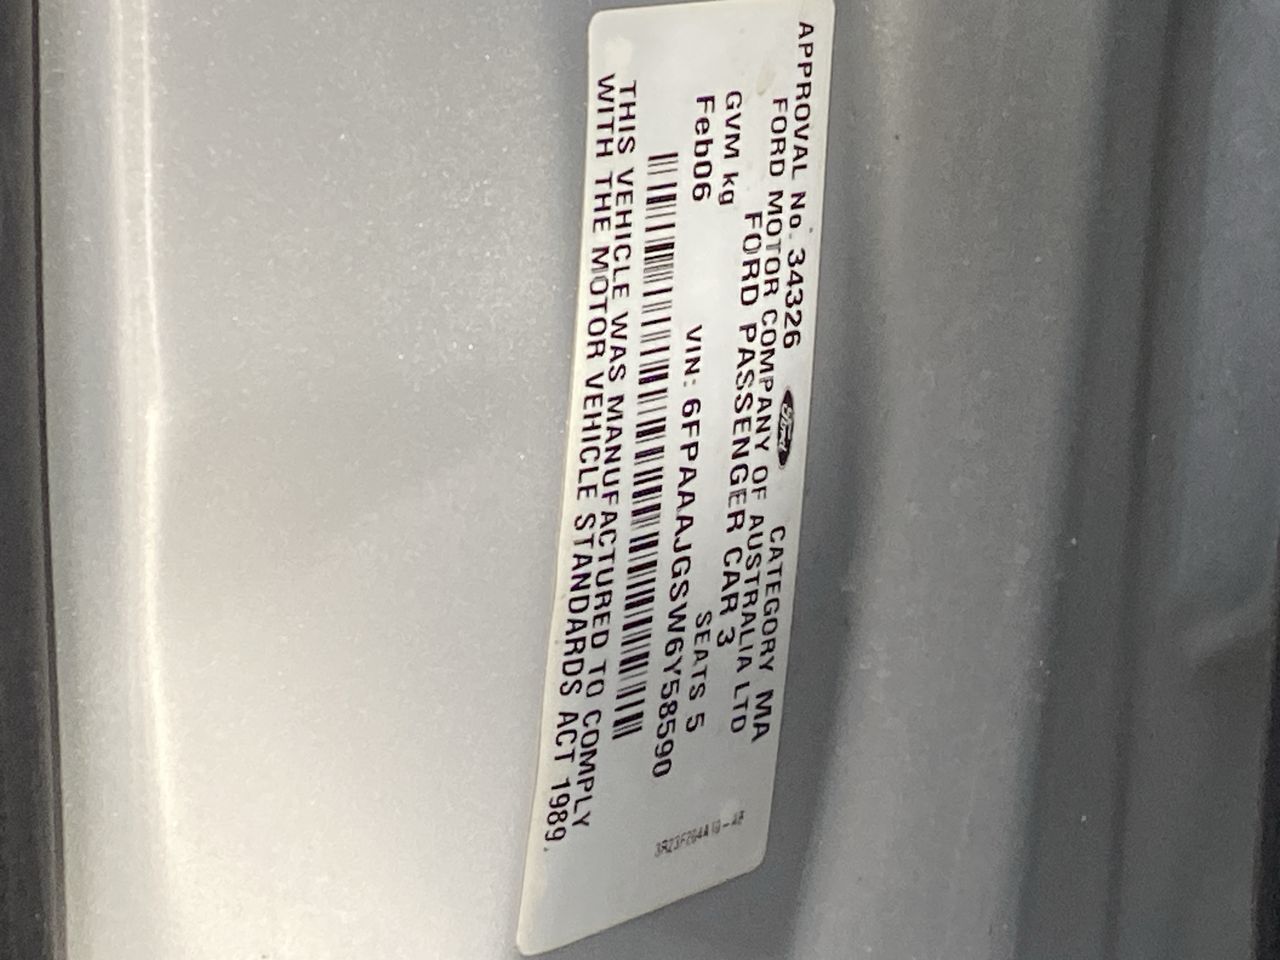 APPROVAL No. 34326 Ford CATEGORY MA
FORD MOTOR COMPANY OF AUSTRALIA LTD
FORD PASSENGER CAR 3
GVM kg SEATS 5
Feb06 VIN: 6FPAAAJGSW6Y58590
THIS VEHICLE WAS MANUFACTURED TO COMPLY
WITH THE MOTOR VEHICLE STANDARDS ACT 1989.